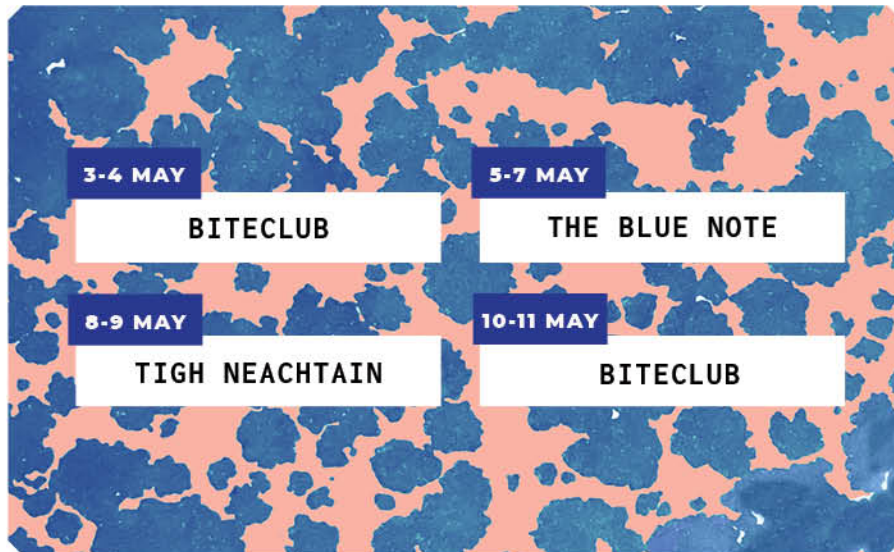 3-4 MAY
BITECLUB
5-7 MAY
THE BLUE NOTE
8-9 MAY
TIGH NEACHTAIN
10-11 MAY
BITECLUB